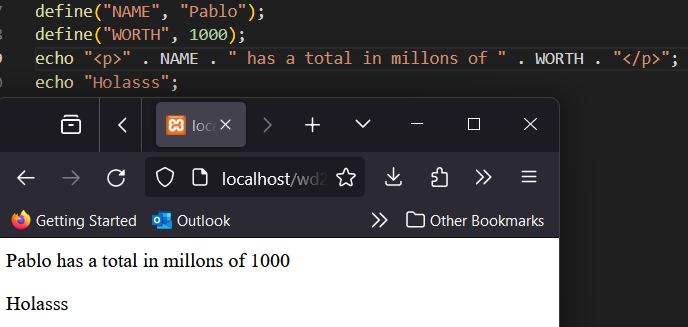 define("NAME", "Pablo");
define("WORTH", 1000);
echo "<p>" . NAME . " has a total in millons of " . WORTH . "</p>";
echo "Holasss";
loc
localhost/wd2
Getting Started
Outlook
Other Bookmarks
Pablo has a total in millons of 1000
Holasss